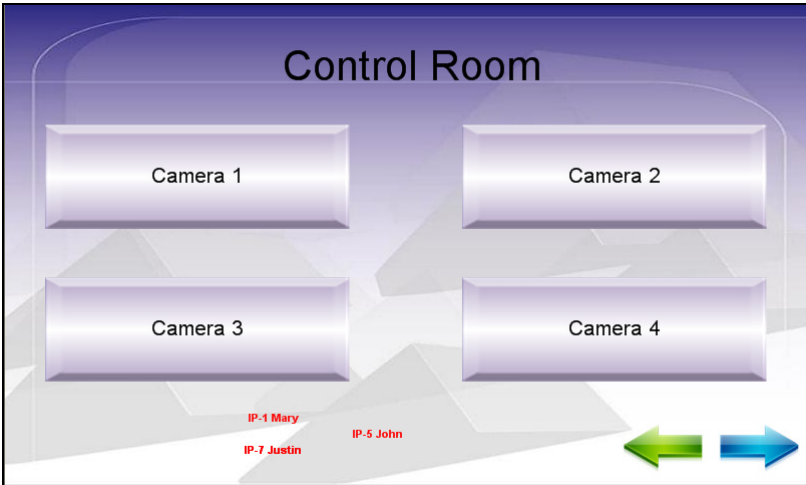 Control Room
Camera 1
Camera 2
Camera 3
Camera 4
IP-1 Mary
IP-5 John
IP-7 Justin